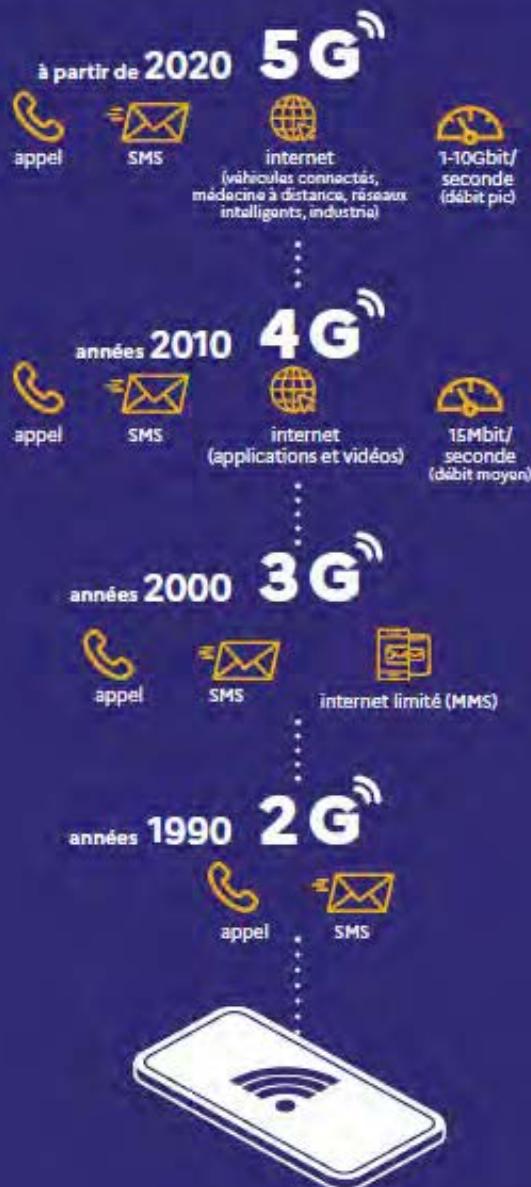 à partir de 2020 5G
appel
SMS
internet
(véhicules connectés,
médecine à distance, réseaux
intelligents, industrie)
1-10Gbit/
seconde
(débit pic)
années 2010 4G
appel
SMS
internet
(applications et vidéos)
15Mbit/
seconde
(débit moyen)
années 2000 3G
appel
SMS
internet limité (MMS)
années 1990 2G
appel
SMS